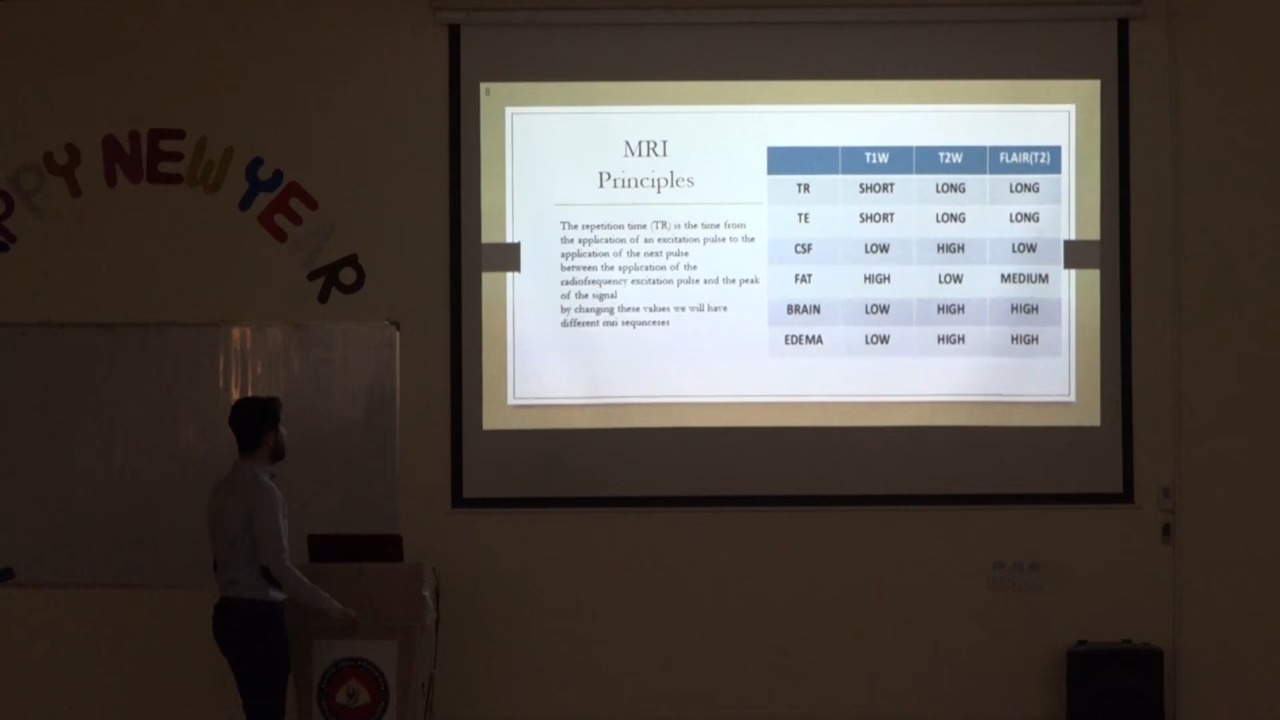 PPY NEW YEAR
8
MRI
Principles
The repetition time (TR) is the time from
the application of an excitation pulse to the
application of the next pulse
between the application of the
radiofrequency excitation pulse and the peak
of the signal
by changing these values we will have
different mri sequnceses
T1W T2W FLAIR(T2)
TR SHORT LONG LONG
TE SHORT LONG LONG
CSF LOW HIGH LOW
FAT HIGH LOW MEDIUM
BRAIN LOW HIGH HIGH
EDEMA LOW HIGH HIGH